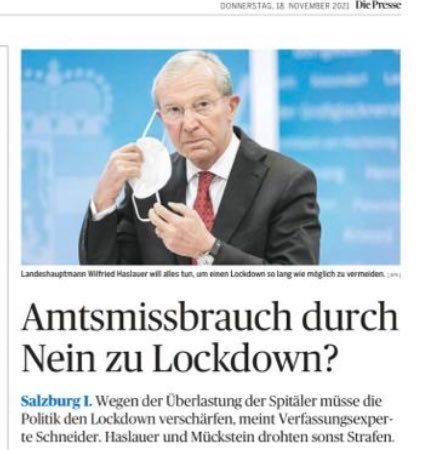 DONNERSTAG, 18. NOVEMBER 2021 Die Presse
Landeshauptmann Wilfried Haslauer will alles tun, um einen Lockdown so lang wie möglich zu vermeiden. [APA]
Amtsmissbrauch durch
Nein zu Lockdown?
Salzburg I. Wegen der Überlastung der Spitäler müsse die
Politik den Lockdown verschärfen, meint Verfassungsexper-
te Schneider. Haslauer und Mückstein drohten sonst Strafen.